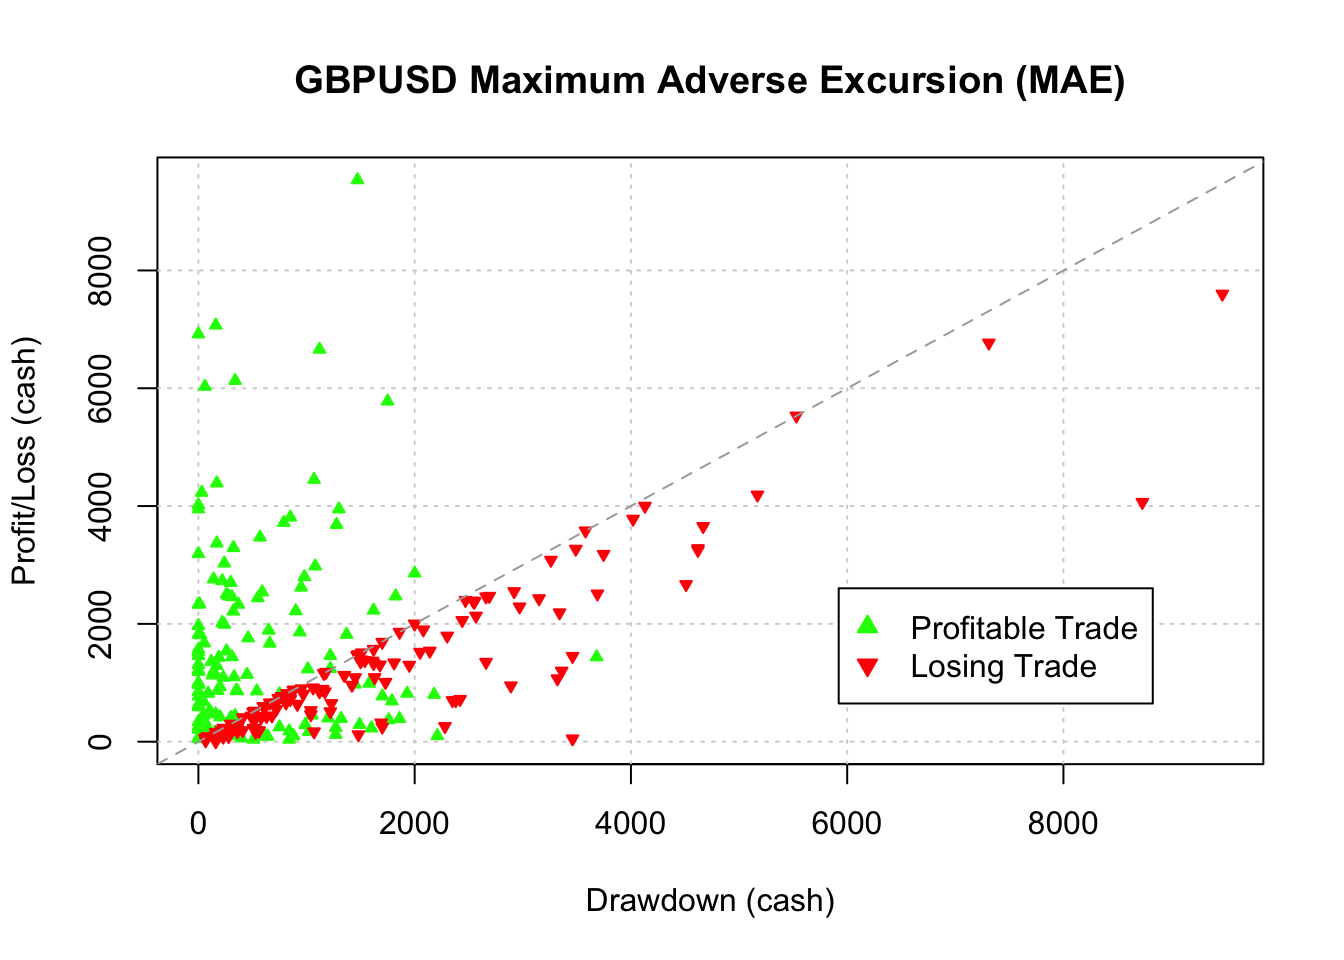 GBPUSD Maximum Adverse Excursion (MAE)
Profit/Loss (cash)
8000
6000
4000
2000
0
Profitable Trade
Losing Trade
0 2000 4000 6000 8000
Drawdown (cash)